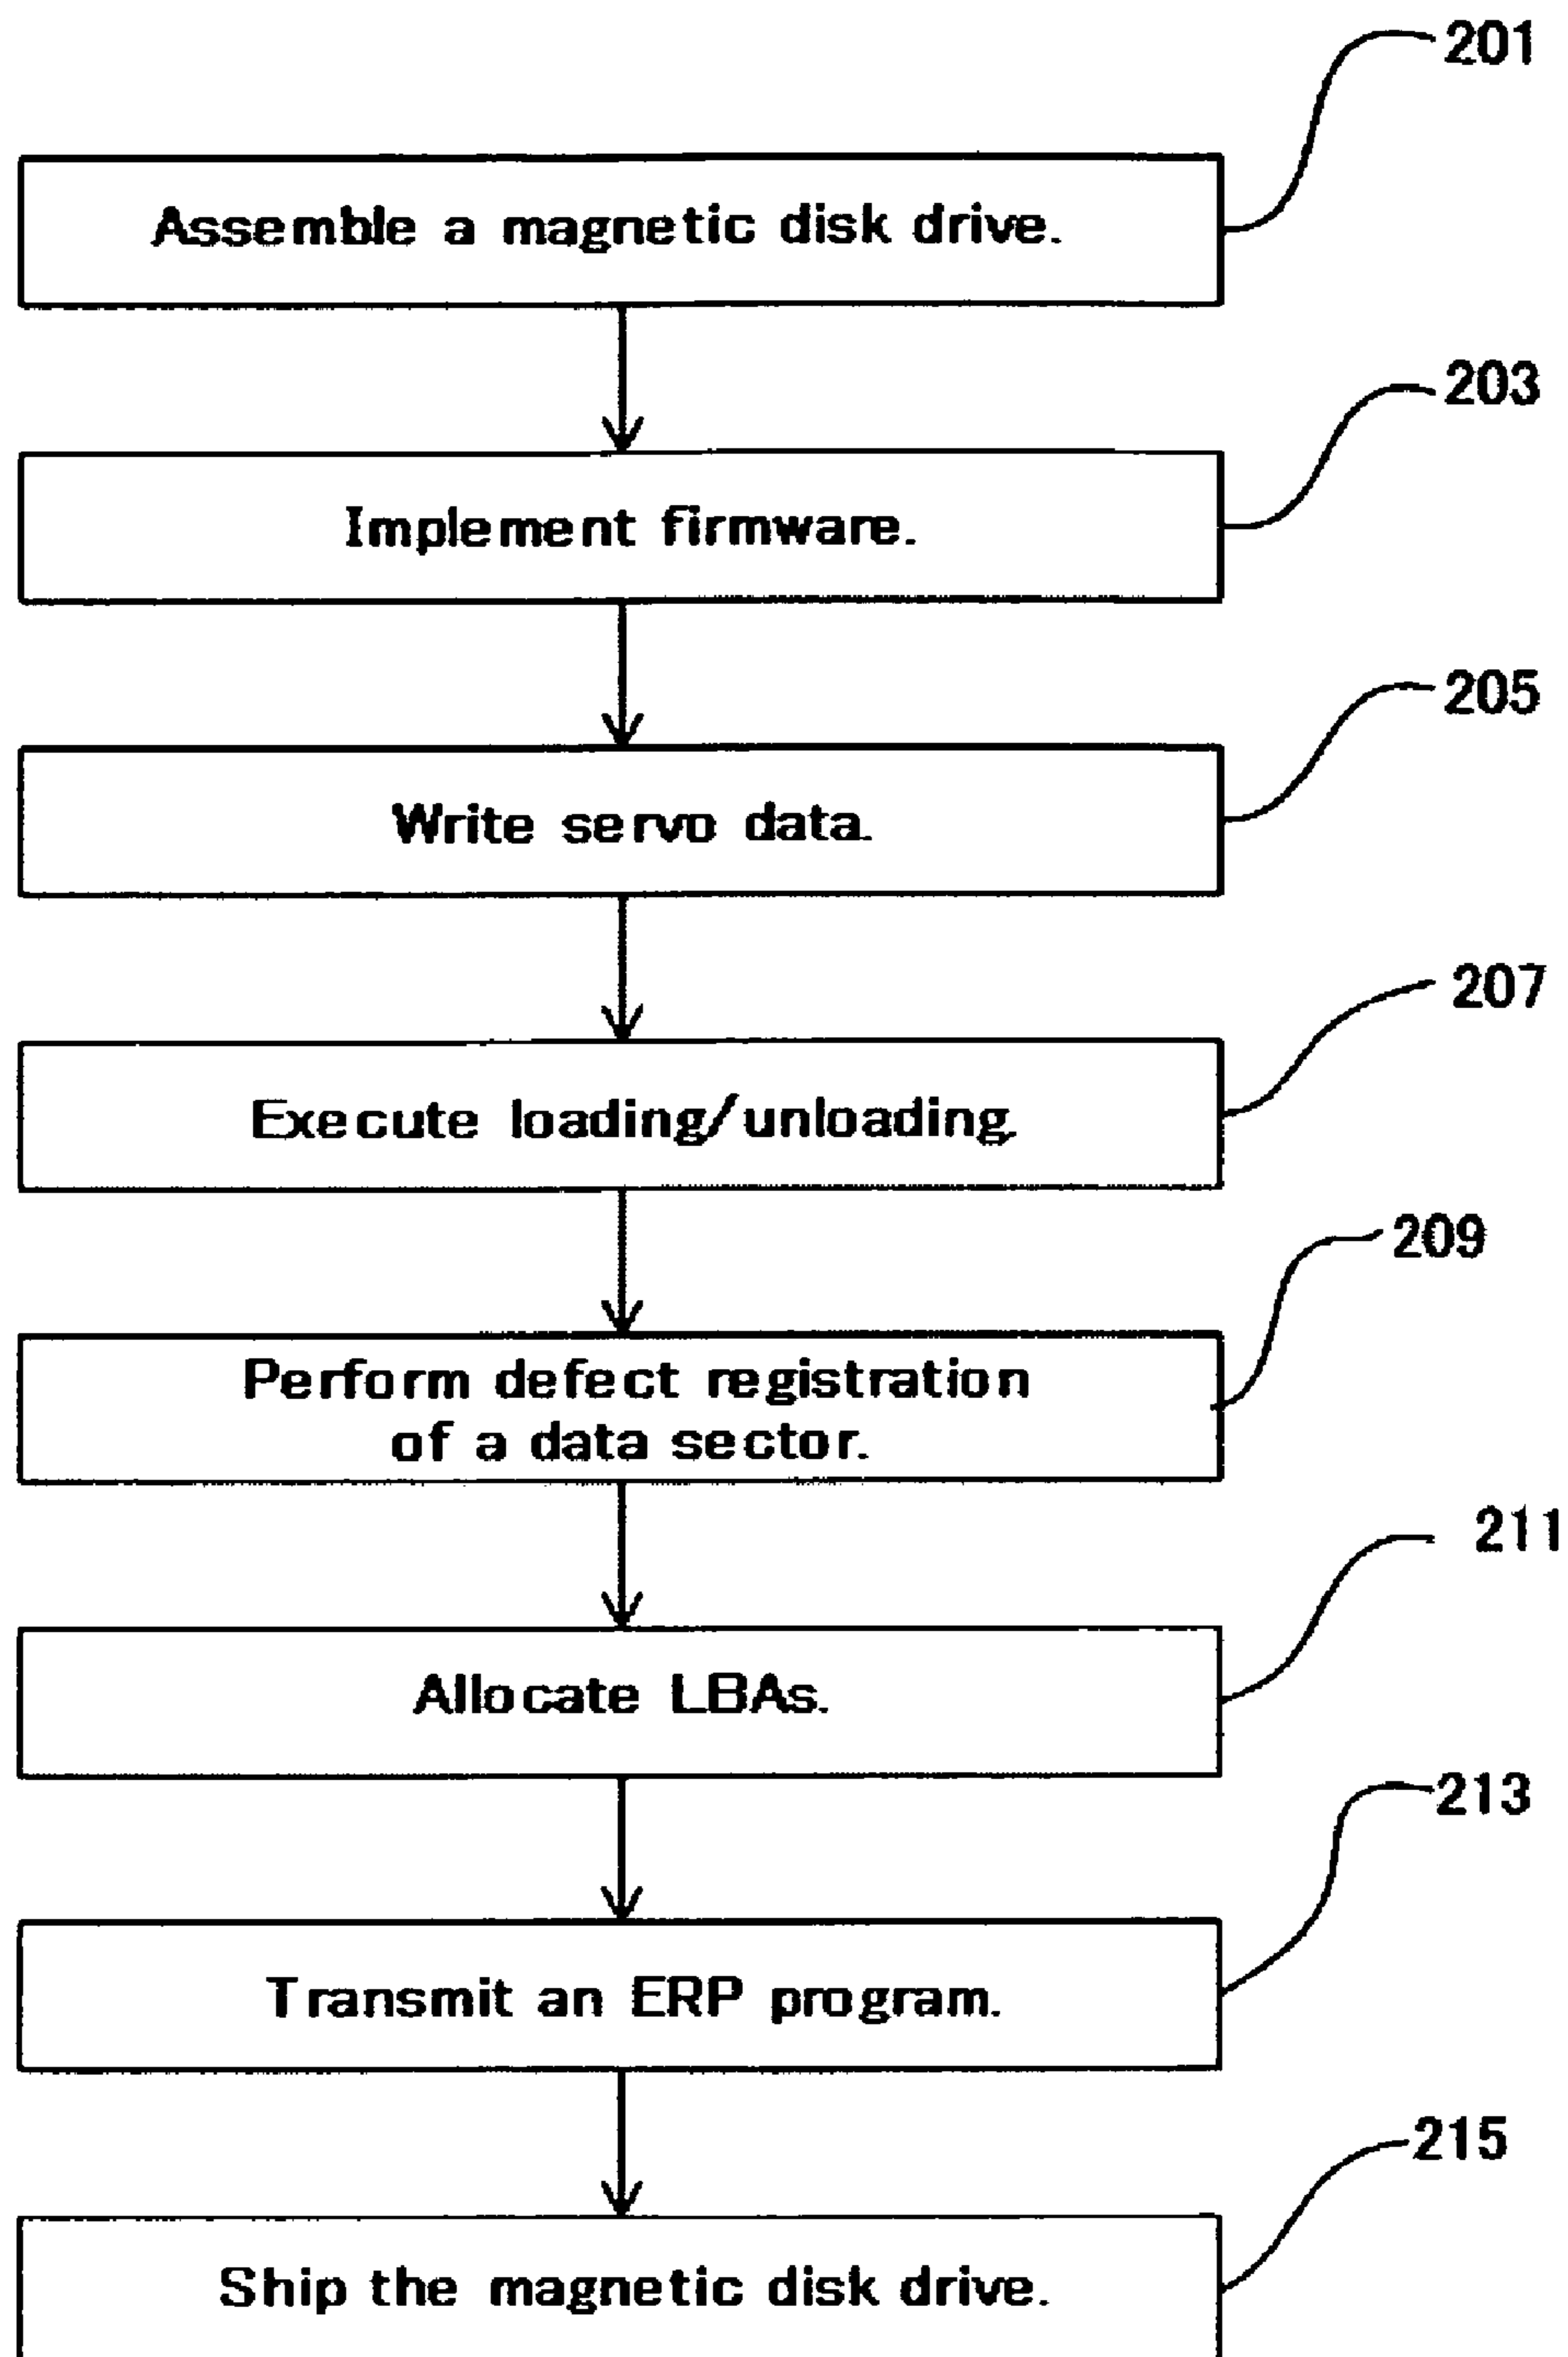 201
Assemble a magnetic disk drive.
203
Implement firmware.
205
Write servo data.
207
Execute loading/unloading.
209
Perform defect registration
of a data sector.
211
Allocate LBAs.
213
Transmit an ERP program.
215
Ship the magnetic disk drive.